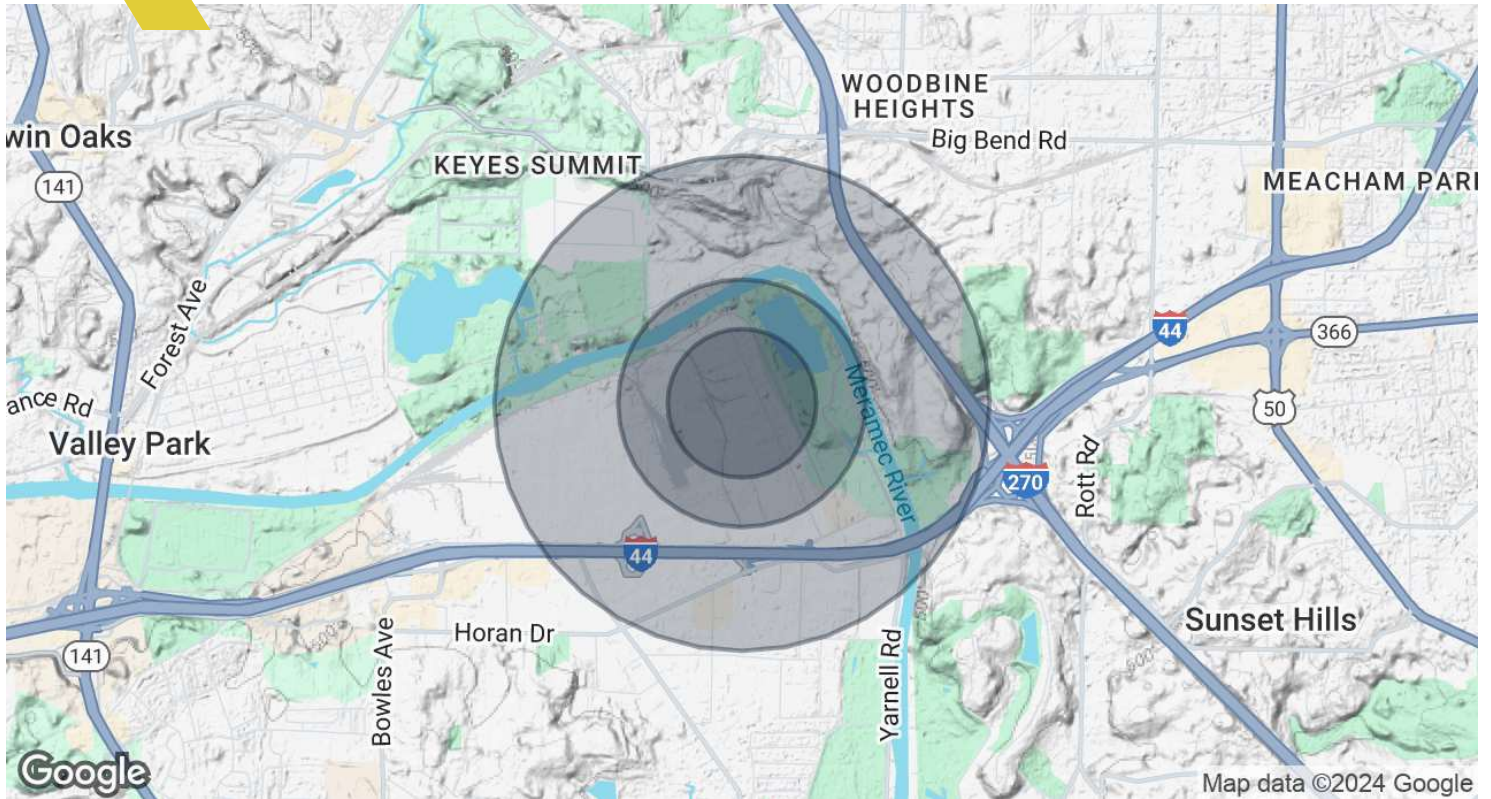 WOODBINE
HEIGHTS
Big Bend Rd
win Oaks
KEYES SUMMIT
141
MEACHAM PARI
Forest Ave
44
366
ance Rd
50
Valley Park
Meramec River
Rott Rd
270
44
500
Sunset Hills
Horan Dr
141
Bowles Ave
Yarnell Rd
Google
Map data ©2024 Google